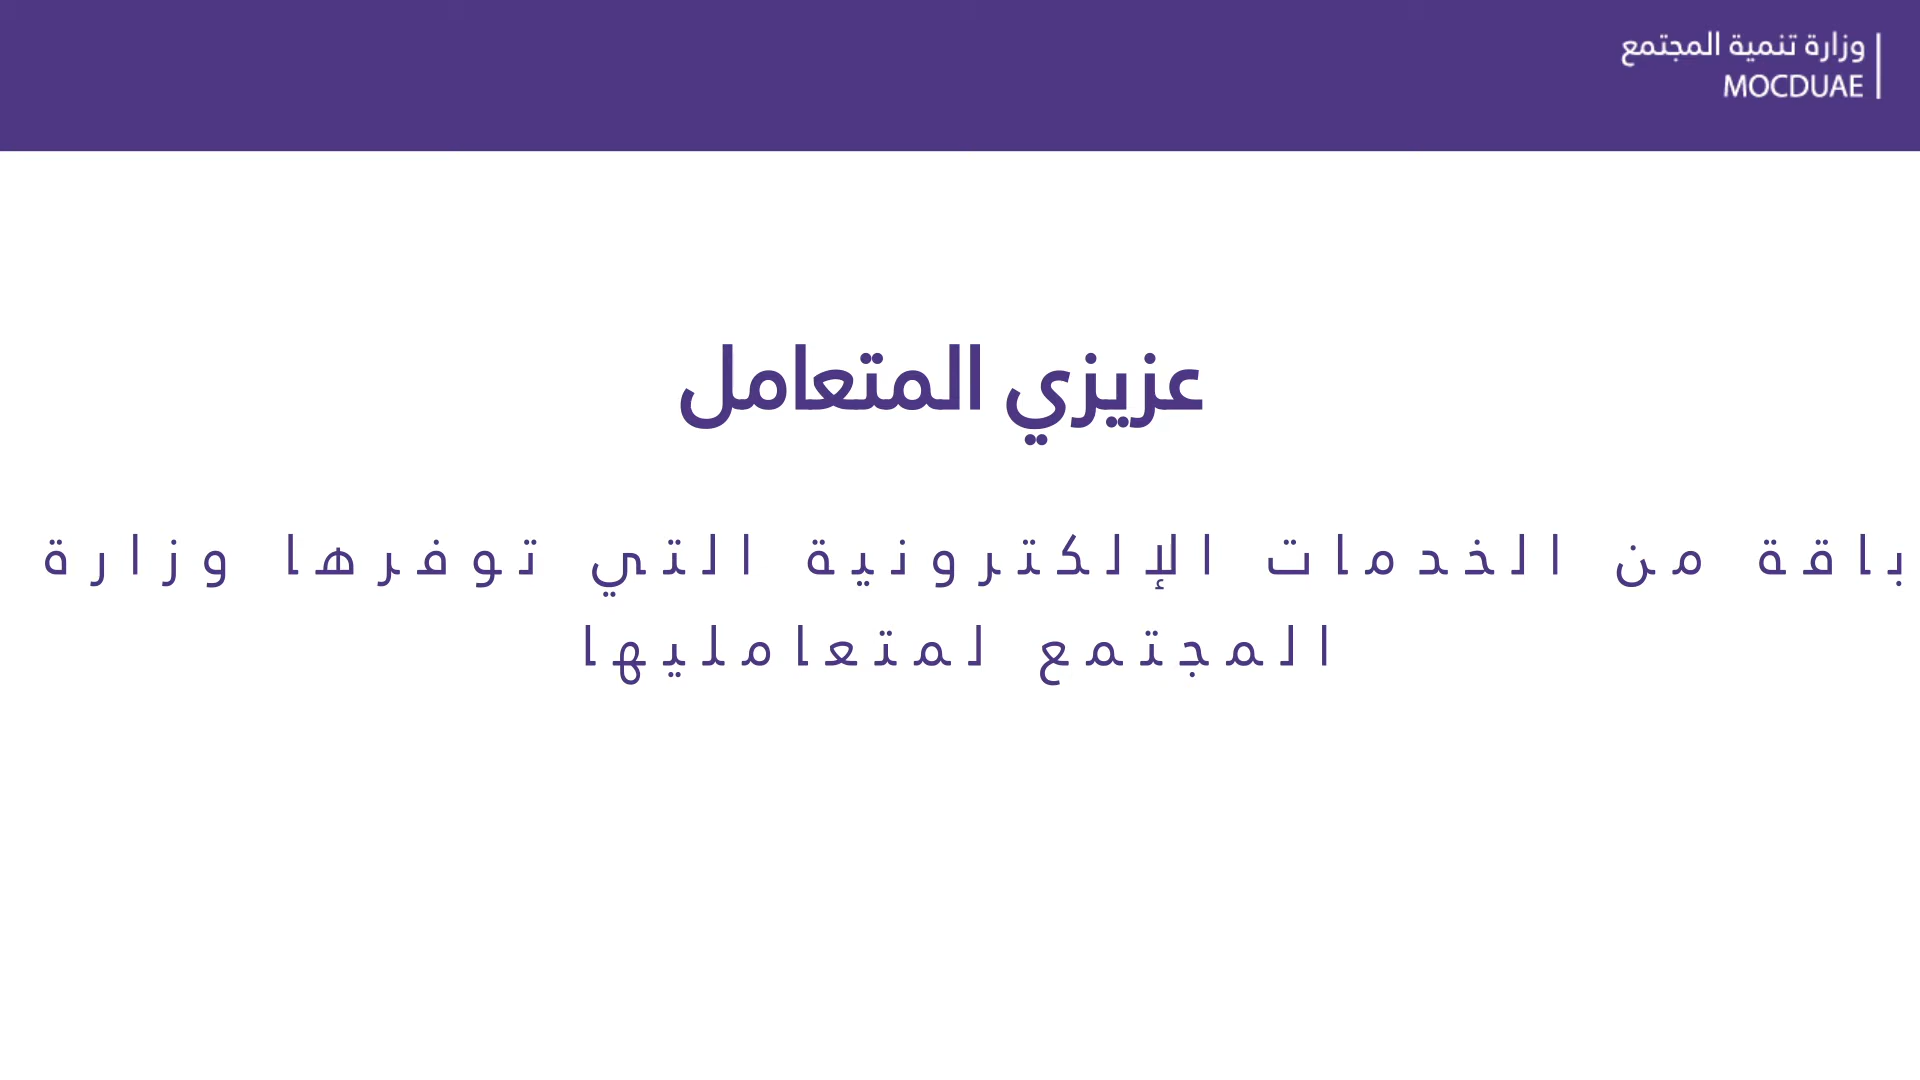 وزارة تنمية المجتمع
MOCDUAE
عزيزي المتعامل
باقة من الخدمات الإلكترونية التي توفرها وزارة
المجتمع لمتعامليها